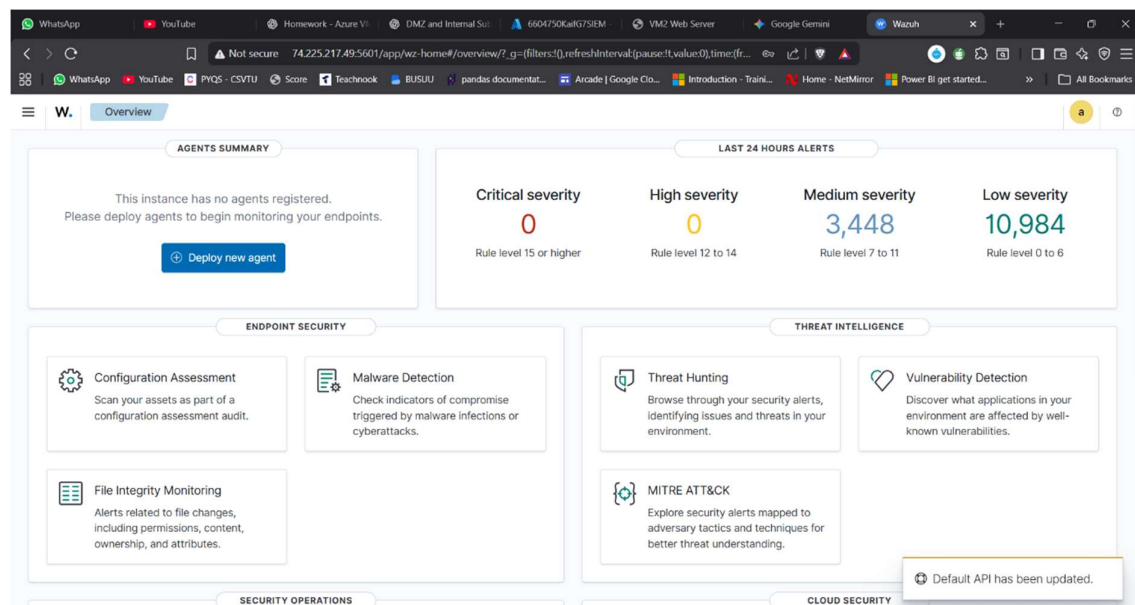 WhatsApp
YouTube
Homework - Azure VM
DMZ and Internal Sub
6604750KaifG7SIEM -
VM2 Web Server
Google Gemini
Wazuh
Not secure 74.225.217.49:5601/app/wz-home#/overview/?_g=(filters:!(),refreshInterval:(pause:!t,value:0),time:(fr...
WhatsApp
YouTube
PYQS - CSVTU
Score
Teachnook
BUSUU
pandas documentat...
Arcade | Google Clo...
Introduction - Traini...
Home - NetMirror
Power BI get started...
»
All Bookmarks
W.
Overview
a
AGENTS SUMMARY
This instance has no agents registered.
Please deploy agents to begin monitoring your endpoints.
Deploy new agent
LAST 24 HOURS ALERTS
Critical severity
0
Rule level 15 or higher
High severity
0
Rule level 12 to 14
Medium severity
3,448
Rule level 7 to 11
Low severity
10,984
Rule level 0 to 6
ENDPOINT SECURITY
Configuration Assessment
Scan your assets as part of a
configuration assessment audit.
Malware Detection
Check indicators of compromise
triggered by malware infections or
cyberattacks.
File Integrity Monitoring
Alerts related to file changes,
including permissions, content,
ownership, and attributes.
THREAT INTELLIGENCE
Threat Hunting
Browse through your security alerts,
identifying issues and threats in your
environment.
Vulnerability Detection
Discover what applications in your
environment are affected by well-
known vulnerabilities.
MITRE ATT&CK
Explore security alerts mapped to
adversary tactics and techniques for
better threat understanding.
Default API has been updated.
SECURITY OPERATIONS
CLOUD SECURITY